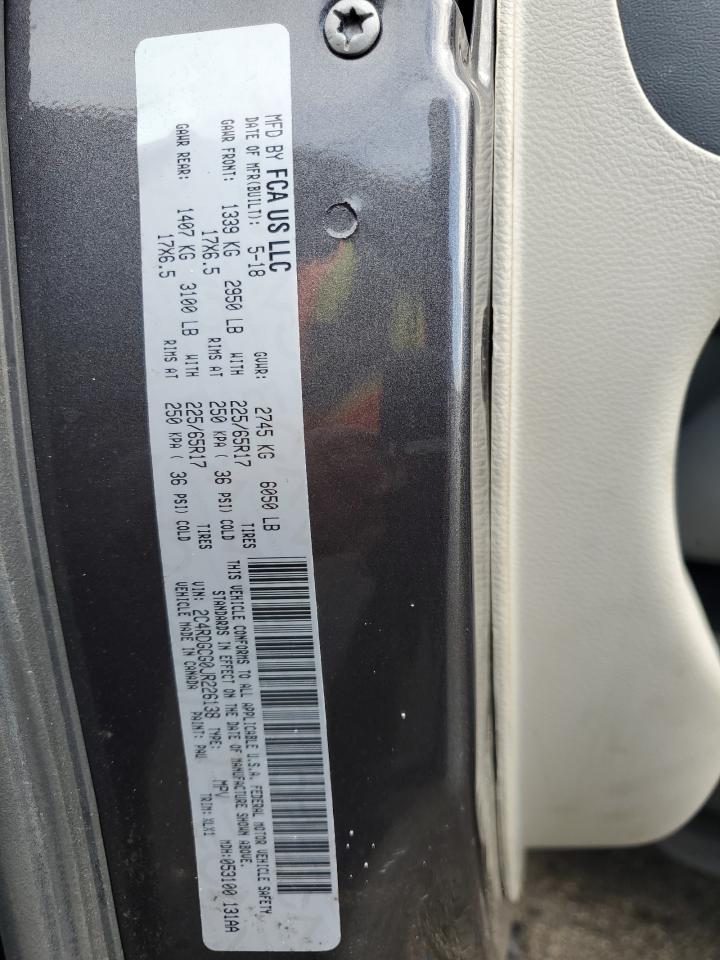 MFD BY FCA US LLC
DATE OF MFR(BUILT): 5-18 GVWR: 2745 KG 6050 LB
GAWR FRONT: 1339 KG 2950 LB WITH 225/65R17 TIRES
17X6.5 RIMS AT 250 KPA ( 36 PSI) COLD
GAWR REAR: 1407 KG 3100 LB WITH 225/65R17 TIRES
17X6.5 RIMS AT 250 KPA ( 36 PSI) COLD
THIS VEHICLE CONFORMS TO ALL APPLICABLE U.S.A. FEDERAL MOTOR VEHICLE SAFETY
STANDARDS IN EFFECT ON THE DATE OF MANUFACTURE SHOWN ABOVE.
VIN: 2C4RDGCG0JR226138 TYPE: MPV MDH:053100 131AA
VEHICLE MADE IN CANADA PAINT: PAU TRIM: XLX1